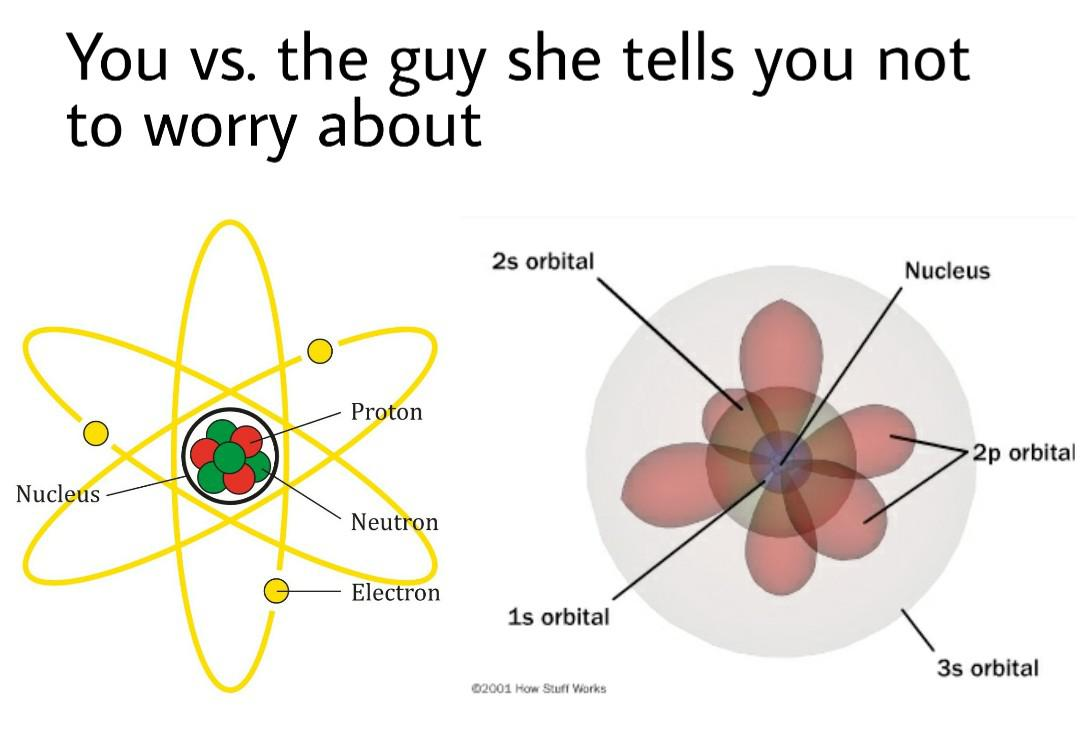 You vs. the guy she tells you not
to worry about
Proton
Nucleus
Neutron
Electron
2s orbital
Nucleus
2p orbital
1s orbital
3s orbital
©2001 How Stuff Works